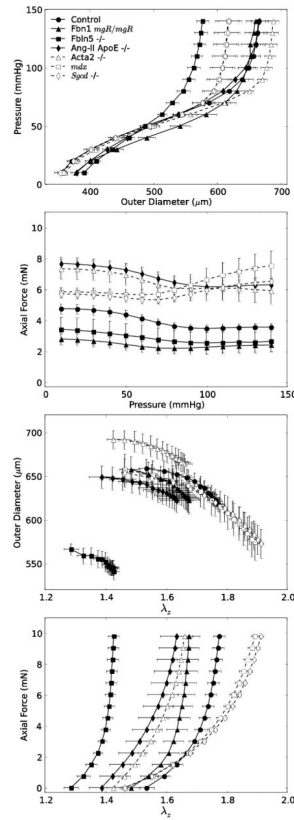 Control
Fbn1 mgR/mgR
Fbln5 -/-
Ang-II ApoE -/-
Acta2 -/-
mdx
Sgcd -/-
Pressure (mmHg)
150
100
50
0
400
500
600
700
Outer Diameter (μm)
Axial Force (mN)
10
8
6
4
2
0
0
50
100
150
Pressure (mmHg)
Outer Diameter (μm)
700
650
600
550
1.2
1.4
1.6
1.8
2.0
λz
Axial Force (mN)
10
8
6
4
2
0
1.2
1.4
1.6
1.8
2.0
λz